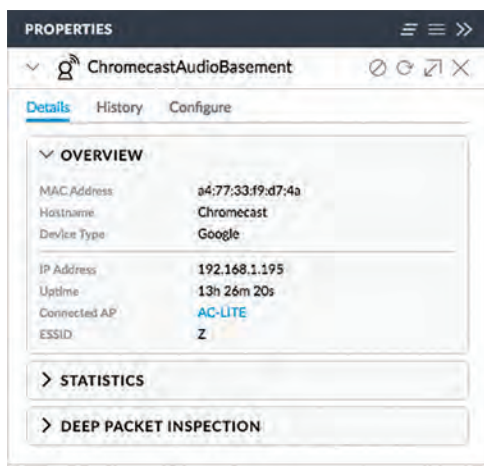 PROPERTIES
ChromecastAudioBasement
Details History Configure
OVERVIEW
MAC Address a4:77:33:f9:d7:4a
Hostname Chromecast
Device Type Google
IP Address 192.168.1.195
Uptime 13h 26m 20s
Connected AP AC-LITE
ESSID Z
STATISTICS
DEEP PACKET INSPECTION